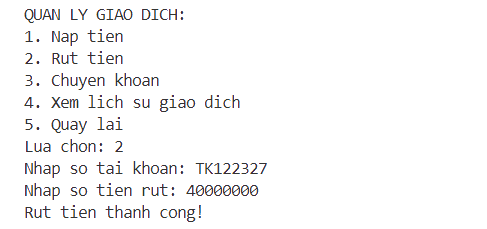 QUAN LY GIAO DICH:
1. Nap tien
2. Rut tien
3. Chuyen khoan
4. Xem lich su giao dich
5. Quay lai
Lua chon: 2
Nhap so tai khoan: TK122327
Nhap so tien rut: 40000000
Rut tien thanh cong!